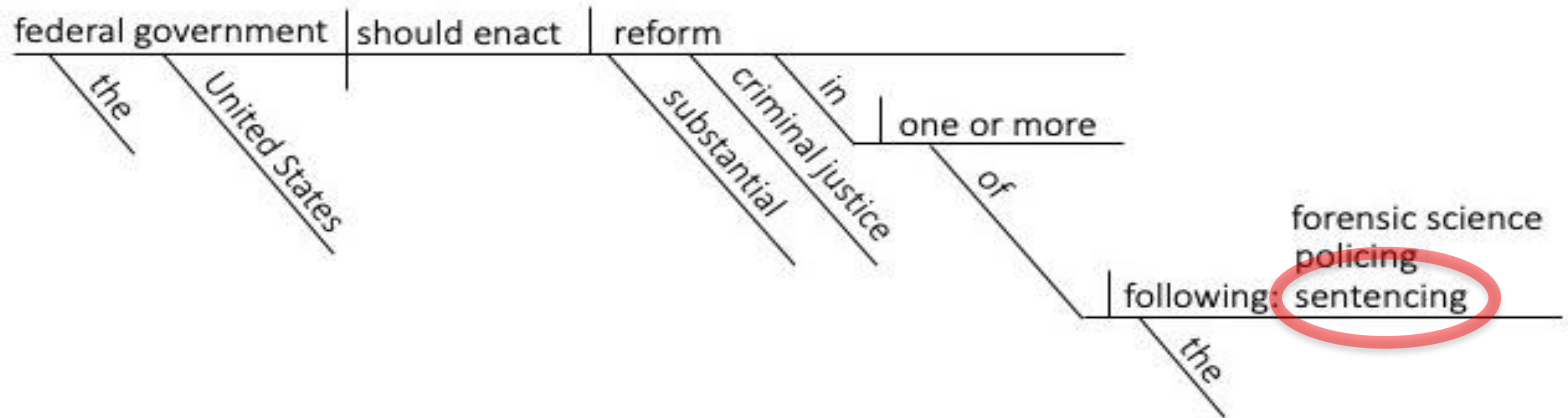 federal government should enact reform
the
United States
substantial
criminal justice
in
one or more
of
forensic science
policing
following: sentencing
the